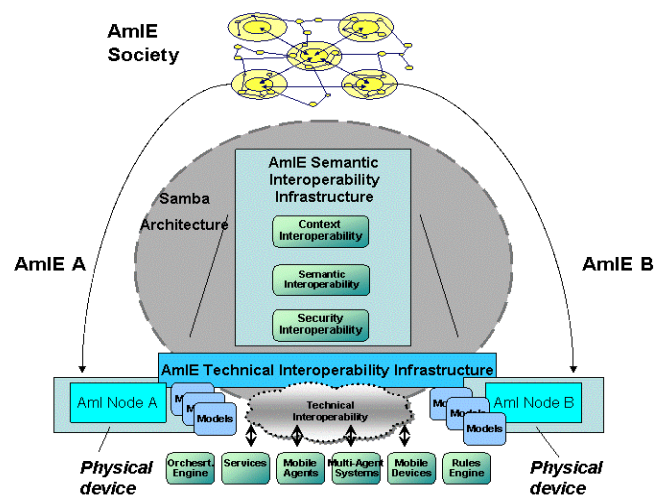 AmIE
Society
AmIE Semantic
Interoperability
Infrastructure
Samba
Architecture
Context
Interoperability
Semantic
Interoperability
Security
Interoperability
AmIE A
AmIE B
AmIE Technical Interoperability Infrastructure
AmI Node A
Models
Technical
Interoperability
Models
AmI Node B
Physical
device
Orchesrt.
Engine
Services
Mobile
Agents
Multi-Agent
Systems
Mobile
Devices
Rules
Engine
Physical
device